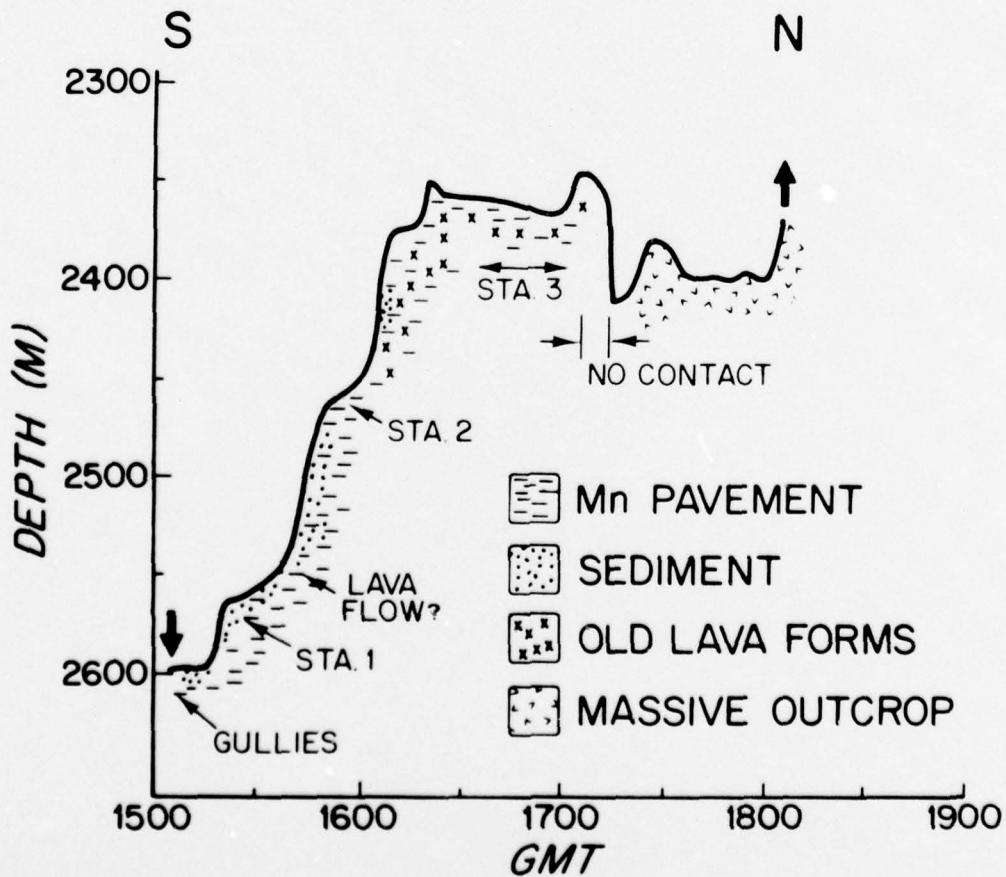 S
N
2300
2400
2500
2600
DEPTH (M)
STA. 3
NO CONTACT
STA. 2
LAVA
FLOW?
STA. 1
GULLIES
Mn PAVEMENT
SEDIMENT
OLD LAVA FORMS
MASSIVE OUTCROP
1500
1600
1700
1800
1900
GMT